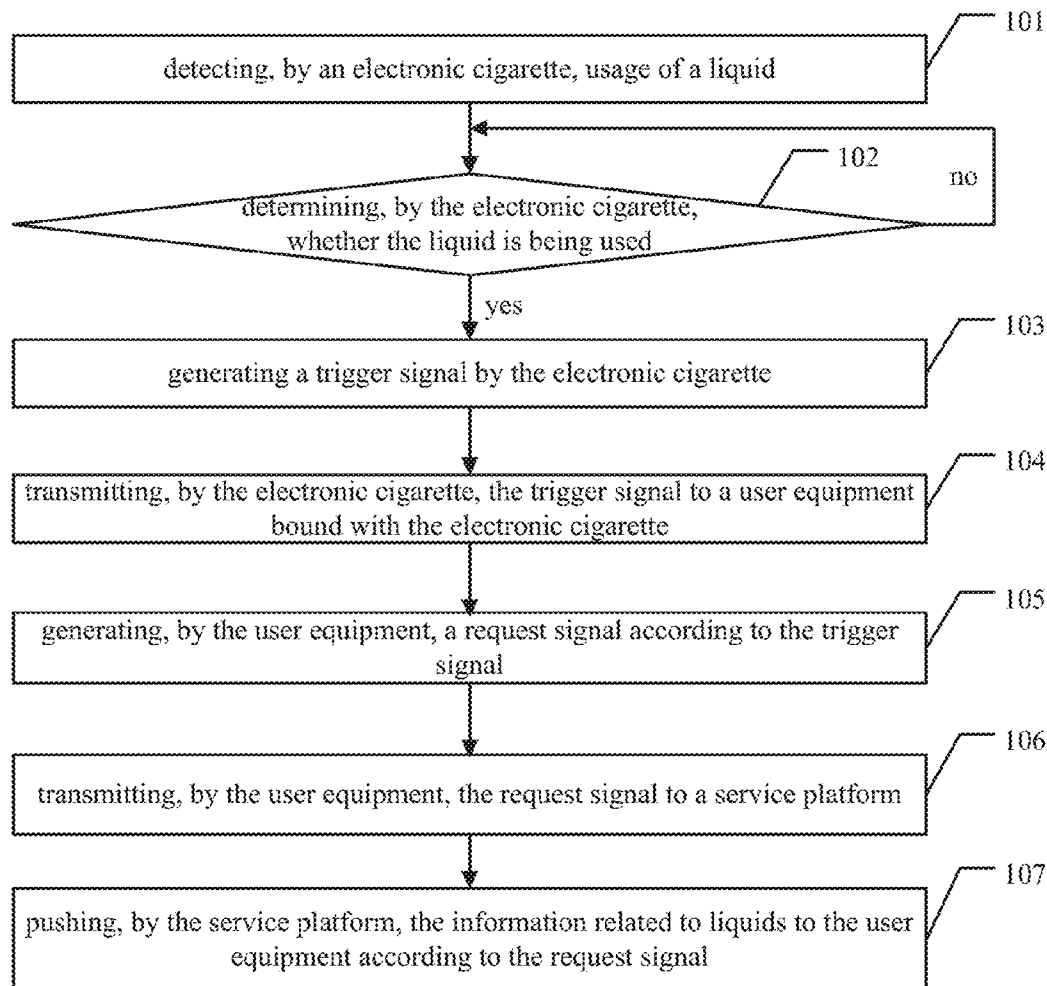 101
detecting, by an electronic cigarette, usage of a liquid
102
no
determining, by the electronic cigarette,
whether the liquid is being used
yes
103
generating a trigger signal by the electronic cigarette
104
transmitting, by the electronic cigarette, the trigger signal to a user equipment
bound with the electronic cigarette
105
generating, by the user equipment, a request signal according to the trigger
signal
106
transmitting, by the user equipment, the request signal to a service platform
107
pushing, by the service platform, the information related to liquids to the user
equipment according to the request signal